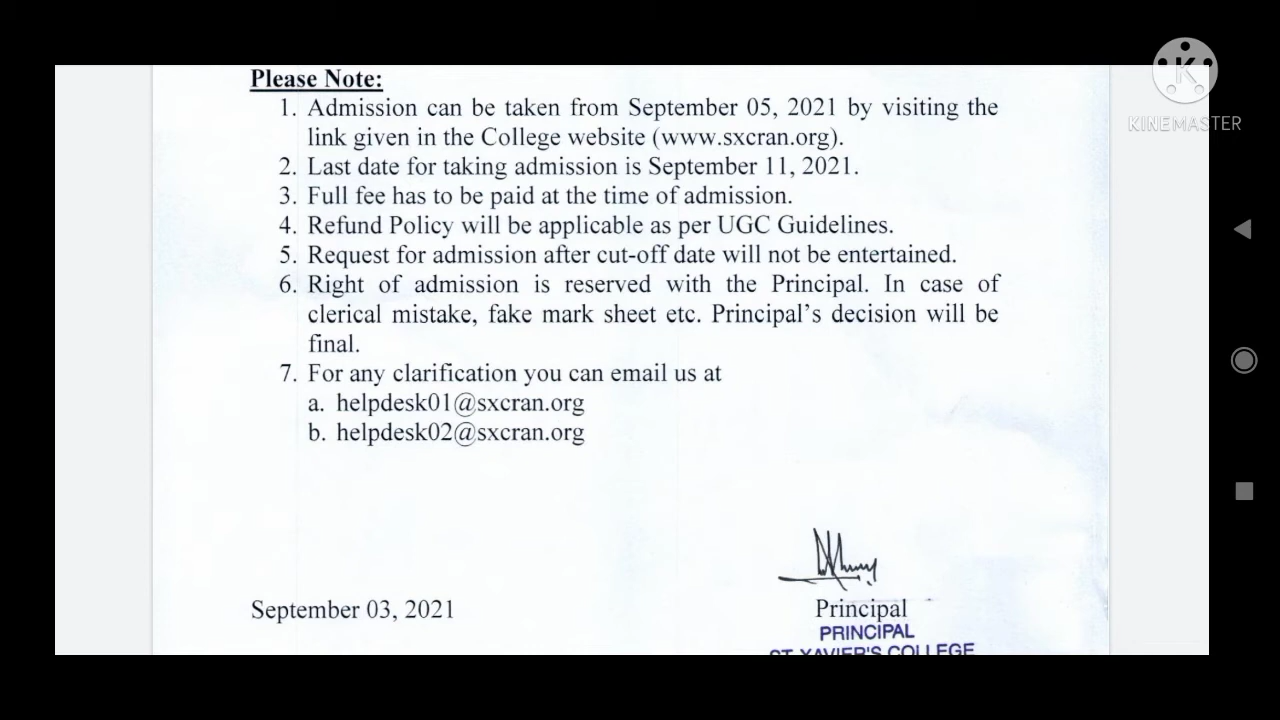 KINEMASTER
Please Note:
1. Admission can be taken from September 05, 2021 by visiting the
link given in the College website (www.sxcran.org).
2. Last date for taking admission is September 11, 2021.
3. Full fee has to be paid at the time of admission.
4. Refund Policy will be applicable as per UGC Guidelines.
5. Request for admission after cut-off date will not be entertained.
6. Right of admission is reserved with the Principal. In case of
clerical mistake, fake mark sheet etc. Principal’s decision will be
final.
7. For any clarification you can email us at
a. helpdesk01@sxcran.org
b. helpdesk02@sxcran.org
September 03, 2021
Principal
PRINCIPAL
ST. XAVIER'S COLLEGE